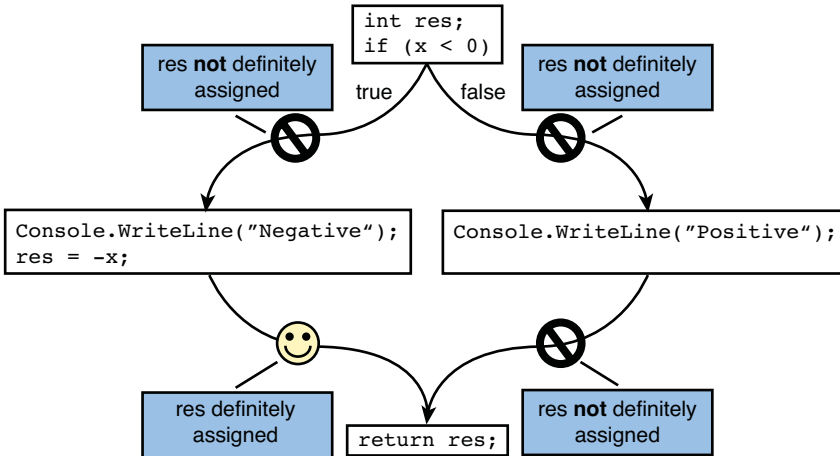 int res;
if (x < 0)
res not definitely
assigned
res not definitely
assigned
true
false
Console.WriteLine(”Negative“);
res = -x;
Console.WriteLine(”Positive“);
res definitely
assigned
return res;
res not definitely
assigned